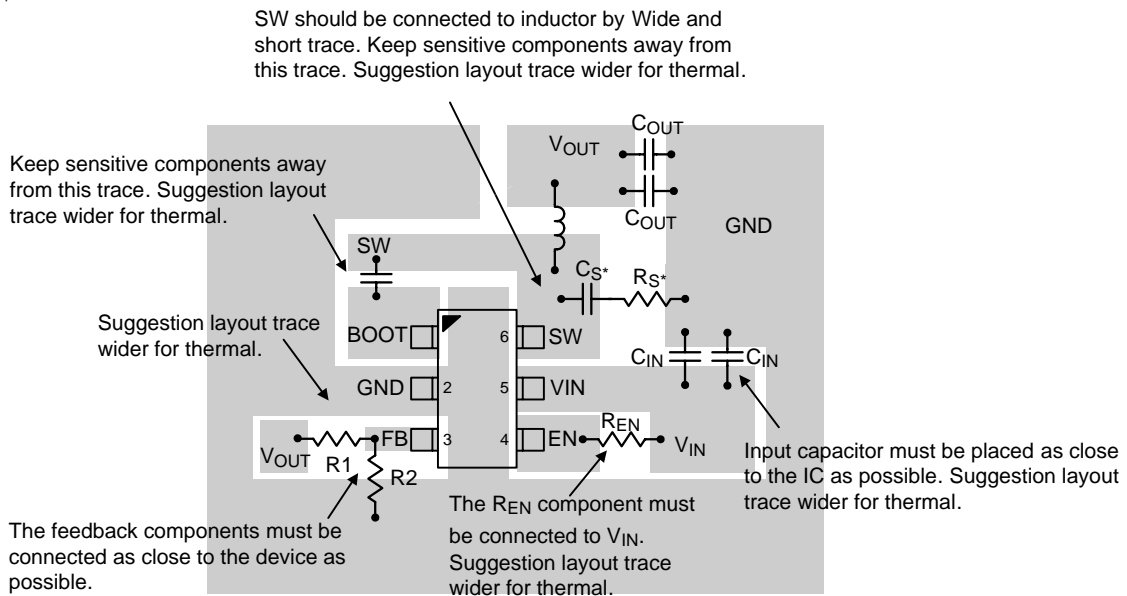 SW should be connected to inductor by Wide and
short trace. Keep sensitive components away from
this trace. Suggestion layout trace wider for thermal.
Keep sensitive components away
from this trace. Suggestion layout
trace wider for thermal.
VOUT
COUT
COUT
GND
SW
CS*
RS*
Suggestion layout trace
wider for thermal.
BOOT
6
SW
CIN
CIN
GND
2
5
VIN
FB
3
4
EN
REN
VIN
VOUT
R1
R2
Input capacitor must be placed as close
to the IC as possible. Suggestion layout
trace wider for thermal.
The feedback components must be
connected as close to the device as
possible.
The REN component must
be connected to VIN.
Suggestion layout trace
wider for thermal.